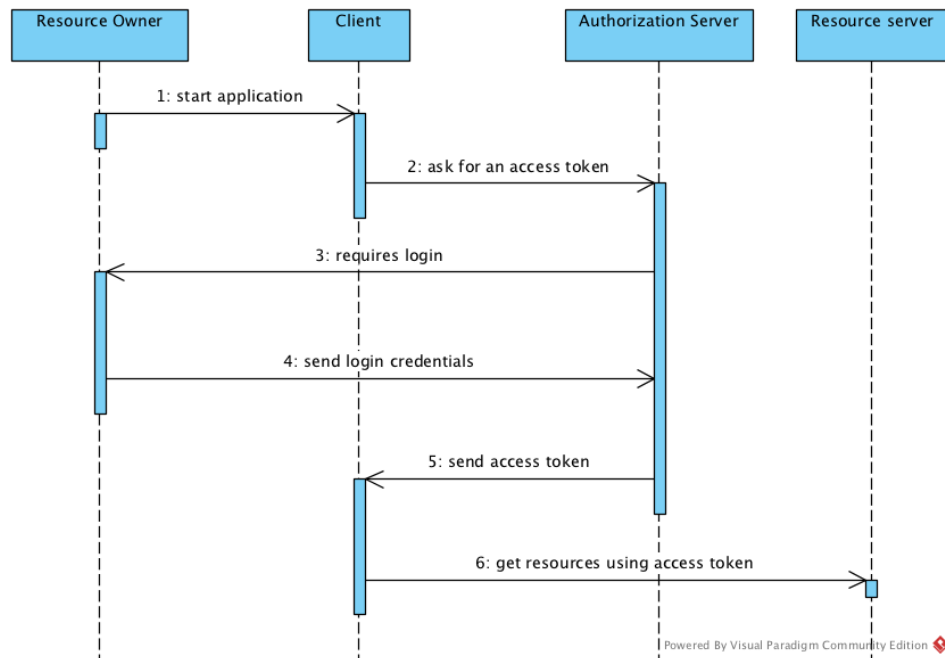 Resource Owner
Client
Authorization Server
Resource server
1: start application
2: ask for an access token
3: requires login
4: send login credentials
5: send access token
6: get resources using access token
Powered By Visual Paradigm Community Edition